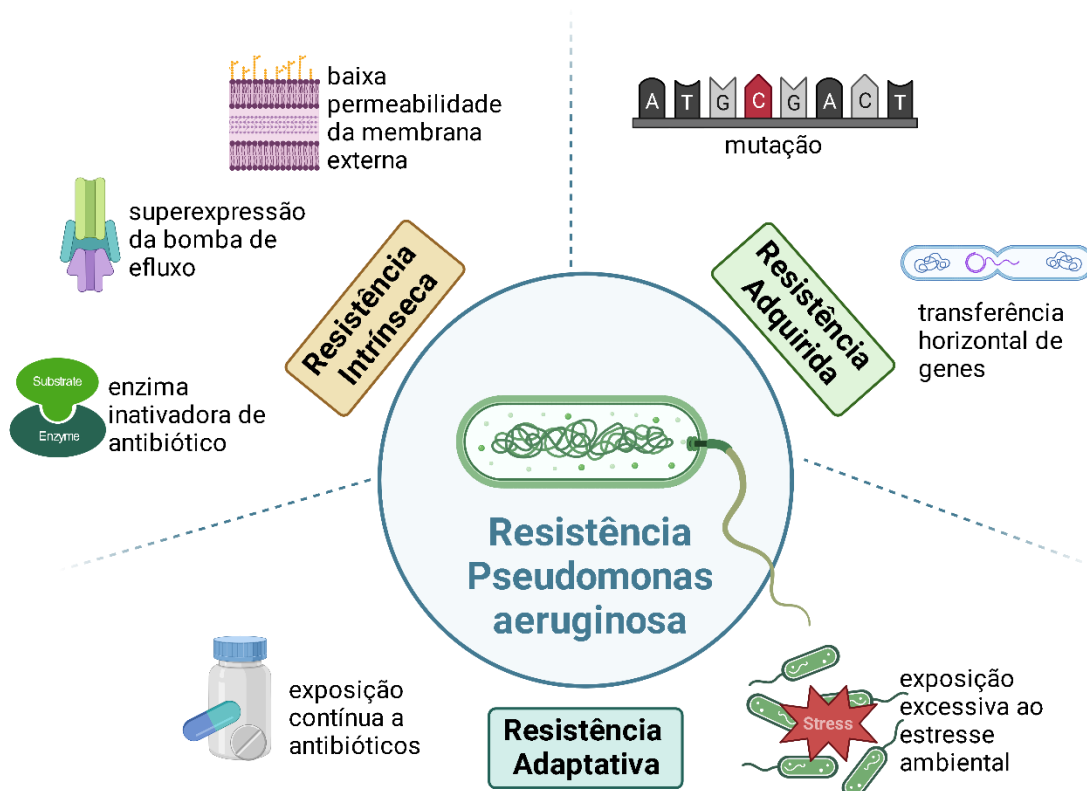 baixa
permeabilidade
da membrana
externa
superexpressão
da bomba de
efluxo
Substrate
Enzyme
enzima
inativadora de
antibiótico
Resistência
Intrínseca
A T G C G A C T
mutação
Resistência
Adquirida
transferência
horizontal de
genes
Resistência
Pseudomonas
aeruginosa
exposição
contínua a
antibióticos
Resistência
Adaptativa
Stress
exposição
excessiva ao
estresse
ambiental